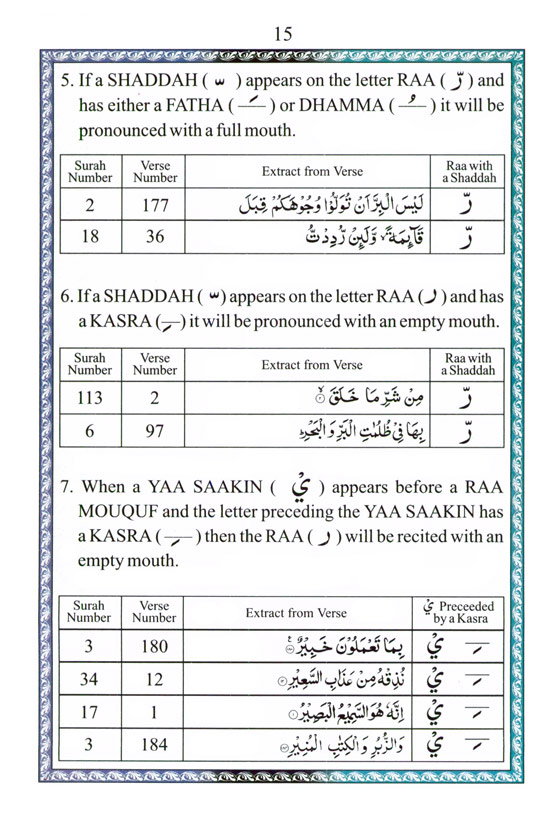 15
5. If a SHADDAH ( ّ ) appears on the letter RAA ( رّ ) and
has either a FATHA ( َ ) or DHAMMA ( ُ ) it will be
pronounced with a full mouth.
Surah Number Verse Number Extract from Verse Raa with a Shaddah
2 177 لَيْسَ الْبِرَّ اَنْ تُوَلُّوْا وُجُوْهَكُمْ قِبَلَ رّ
18 36 قَآئِمَةً ۙ وَّلَئِنْ رُّدِدْتُّ رّ
6. If a SHADDAH ( ّ ) appears on the letter RAA ( ر ) and has
a KASRA ( ِ ) it will be pronounced with an empty mouth.
Surah Number Verse Number Extract from Verse Raa with a Shaddah
113 2 مِنْ شَرِّ مَا خَلَقَ ۙ رّ
6 97 بِهَا فِيْ ظُلُمٰتِ الْبَرِّ وَالْبَحْرِ رّ
7. When a YAA SAAKIN ( يْ ) appears before a RAA
MOUQUF and the letter preceding the YAA SAAKIN has
a KASRA ( ِ ) then the RAA ( ر ) will be recited with an
empty mouth.
Surah Number Verse Number Extract from Verse يْ Preceeded by a Kasra
3 180 بِمَا تَعْمَلُوْنَ خَبِيْرٌ يْ ِ
34 12 نُذِقْهُ مِنْ عَذَابِ السَّعِيْرِ يْ ِ
17 1 اِنَّهٗ هُوَ السَّمِيْعُ الْبَصِيْرُ يْ ِ
3 184 وَالزُّبُرِ وَالْكِتٰبِ الْمُنِيْرِ يْ ِ